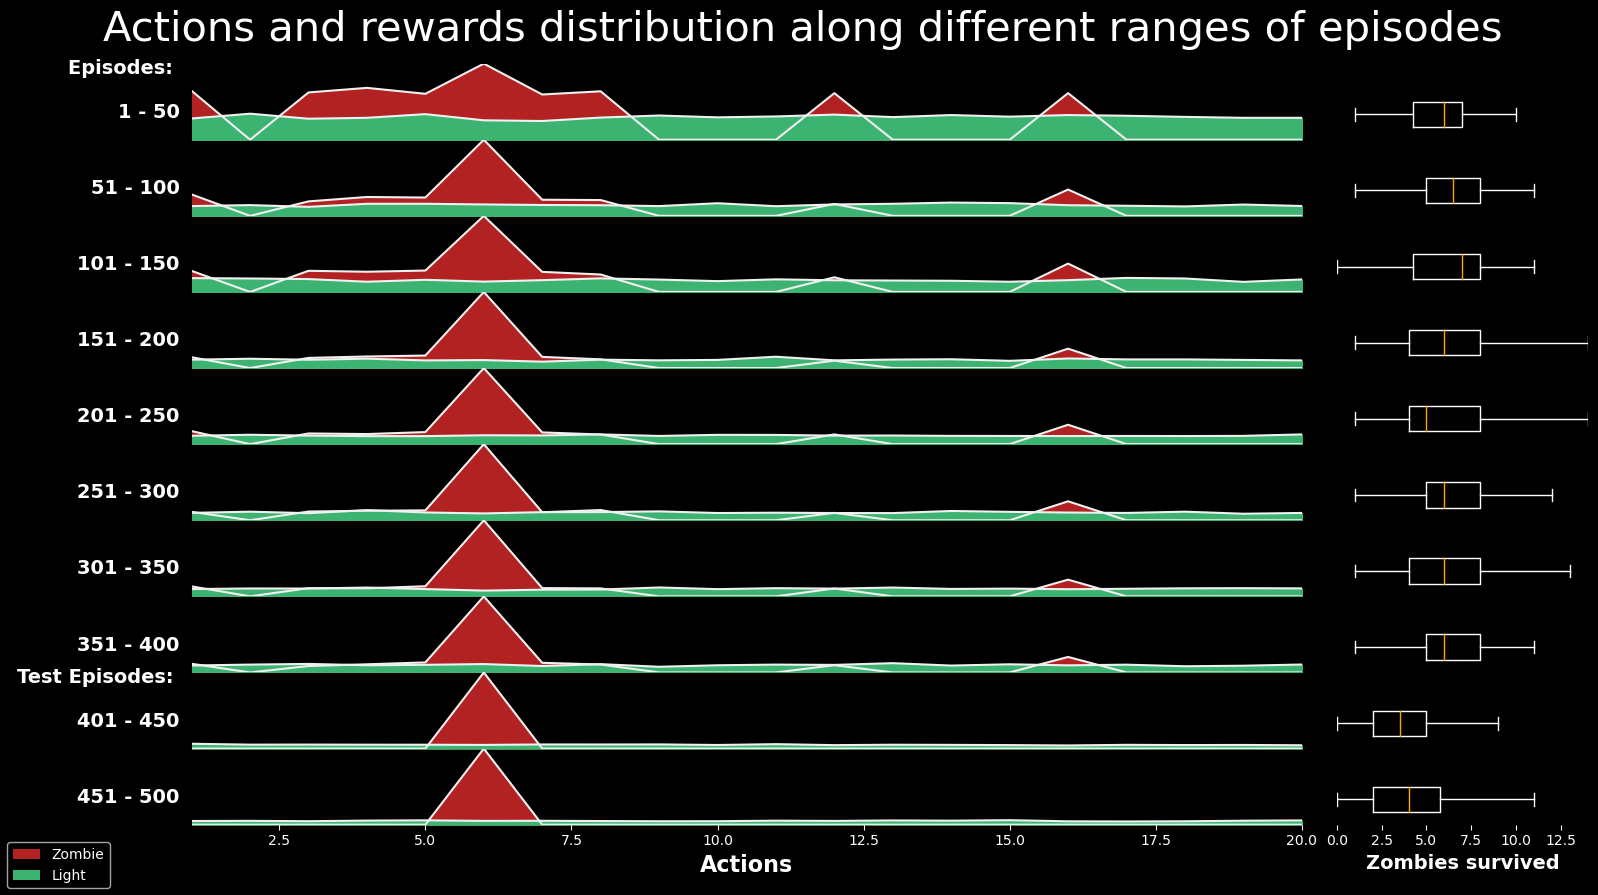 Actions and rewards distribution along different ranges of episodes
Episodes:
1 - 50
51 - 100
101 - 150
151 - 200
201 - 250
251 - 300
301 - 350
351 - 400
Test Episodes:
401 - 450
451 - 500
2.5 5.0 7.5 10.0 12.5 15.0 17.5 20.0
0.0 2.5 5.0 7.5 10.0 12.5
Actions
Zombies survived
Zombie
Light